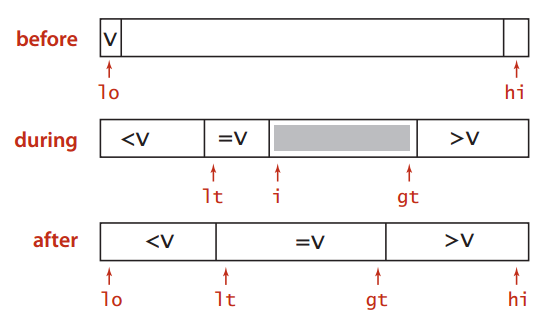 before v
lo hi
during <v =v >v
lt i gt
after <v =v >v
lo lt gt hi